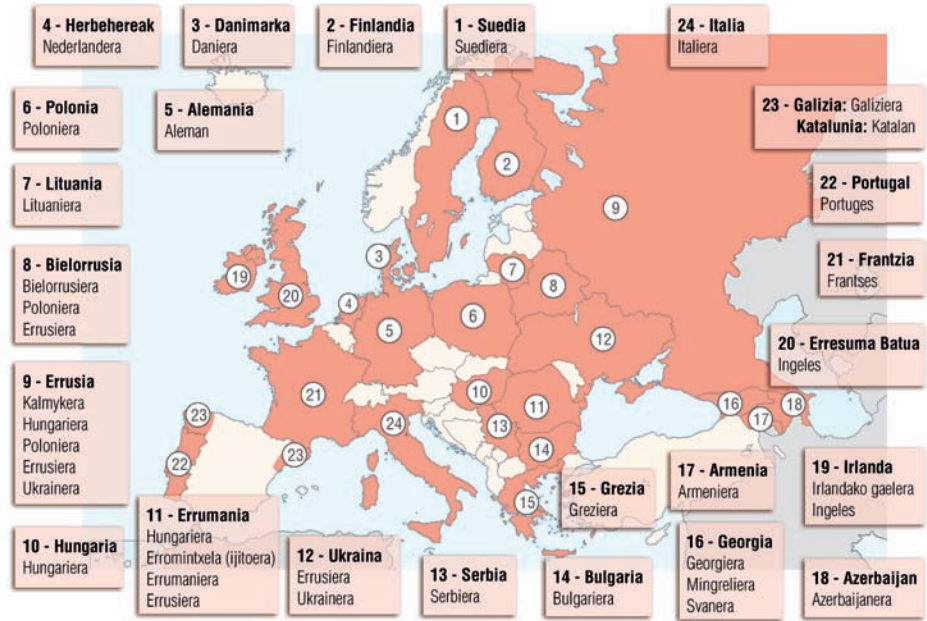 4 - Herbehereak
Nederlandera
3 - Danimarka
Daniera
2 - Finlandia
Finlandiera
1 - Suedia
Suediera
24 - Italia
Italiera
6 - Polonia
Poloniera
5 - Alemania
Aleman
23 - Galizia: Galiziera
Katalunia: Katalan
7 - Lituania
Lituaniera
22 - Portugal
Portuges
8 - Bielorrusia
Bielorrusiera
Poloniera
Errusiera
21 - Frantzia
Frantses
20 - Erresuma Batua
Ingeles
9 - Errusia
Kalmykera
Hungariera
Poloniera
Errusiera
Ukrainera
10 - Hungaria
Hungariera
11 - Errumania
Hungariera
Erromintxela (ijitoera)
Errumaniera
Errusiera
12 - Ukraina
Errusiera
Ukrainera
13 - Serbia
Serbiera
14 - Bulgaria
Bulgariera
15 - Grezia
Greziera
17 - Armenia
Armeniera
16 - Georgia
Georgiera
Mingreliera
Svanera
19 - Irlanda
Irlandako gaelera
Ingeles
18 - Azerbaijan
Azerbaijanera
1
2
3
4
5
6
7
8
9
10
11
12
13
14
15
16
17
18
19
20
21
22
23
23
24